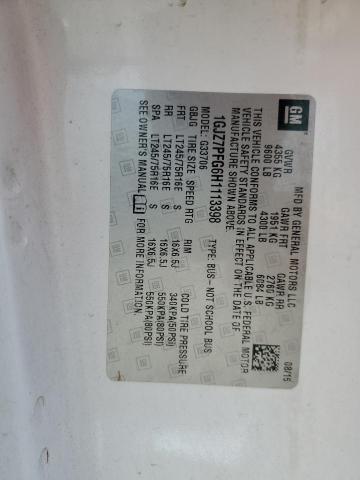 GM
MFD BY GENERAL MOTORS LLC 08/15
GVWR GAWR FRT GAWR RR
4355 KG 1951 KG 2760 KG
9600 LB 4300 LB 6084 LB
THIS VEHICLE CONFORMS TO ALL APPLICABLE U.S. FEDERAL MOTOR
VEHICLE SAFETY STANDARDS IN EFFECT ON THE DATE OF
MANUFACTURE SHOWN ABOVE.
1GJZ7PFG6H1113398 TYPE: BUS—NOT SCHOOL BUS
GBJG G33706
TIRE SIZE SPEED RTG RIM COLD TIRE PRESSURE
FRT LT245/75R16E S 16X6.5J 340KPA(50PSI)
RR LT245/75R16E S 16X6.5J 550KPA(80PSI)
SPA LT245/75R16E S 16X6.5J 550KPA(80PSI)
SEE OWNER'S MANUAL